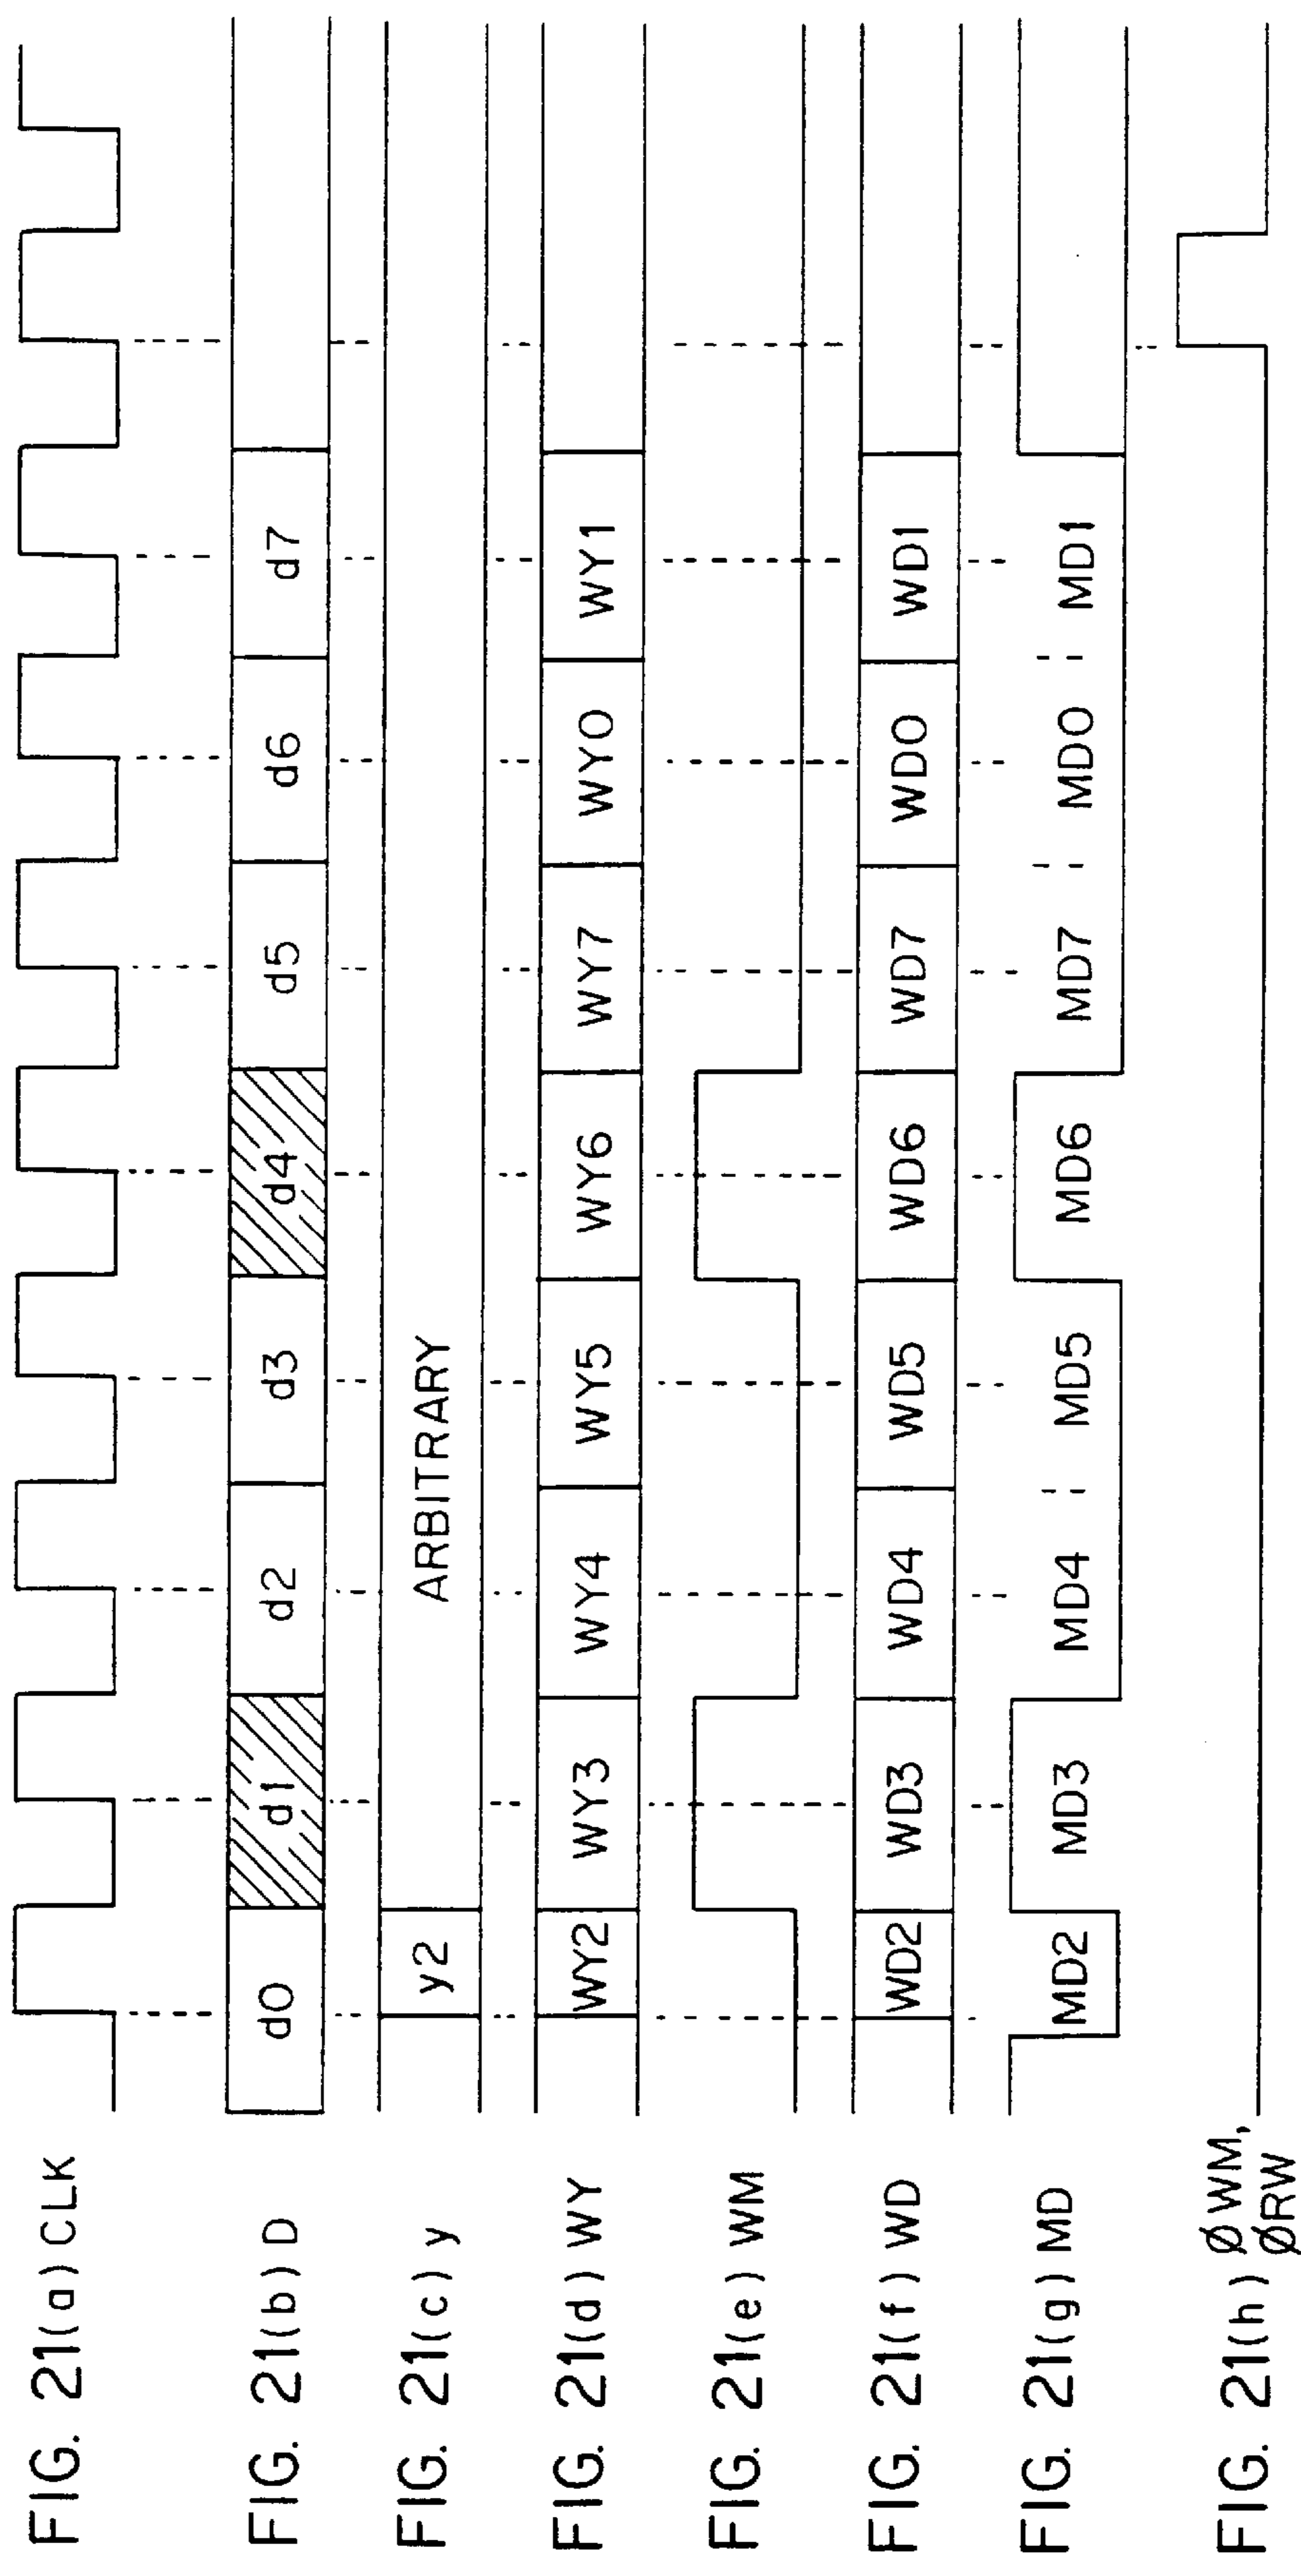 FIG. 21(a) CLK
FIG. 21(b) D d0 d1 d2 d3 d4 d5 d6 d7
FIG. 21(c) y y2 ARBITRARY
FIG. 21(d) WY WY2 WY3 WY4 WY5 WY6 WY7 WY0 WY1
FIG. 21(e) WM
FIG. 21(f) WD WD2 WD3 WD4 WD5 WD6 WD7 WD0 WD1
FIG. 21(g) MD MD2 MD3 MD4 MD5 MD6 MD7 MD0 MD1
FIG. 21(h) ØWM,
ØRW